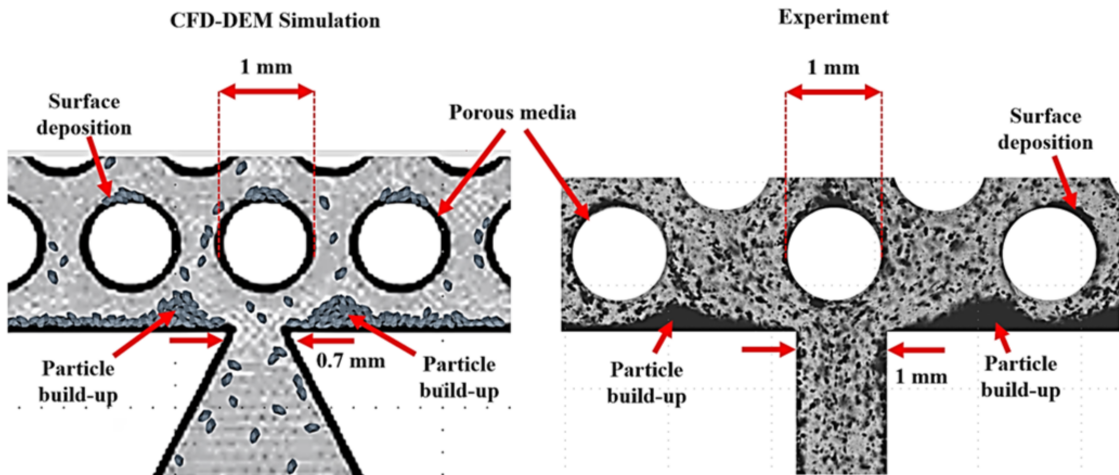 CFD-DEM Simulation
Experiment
1 mm
1 mm
Surface
deposition
Porous media
Surface
deposition
Particle
build-up
0.7 mm
Particle
build-up
Particle
build-up
1 mm
Particle
build-up